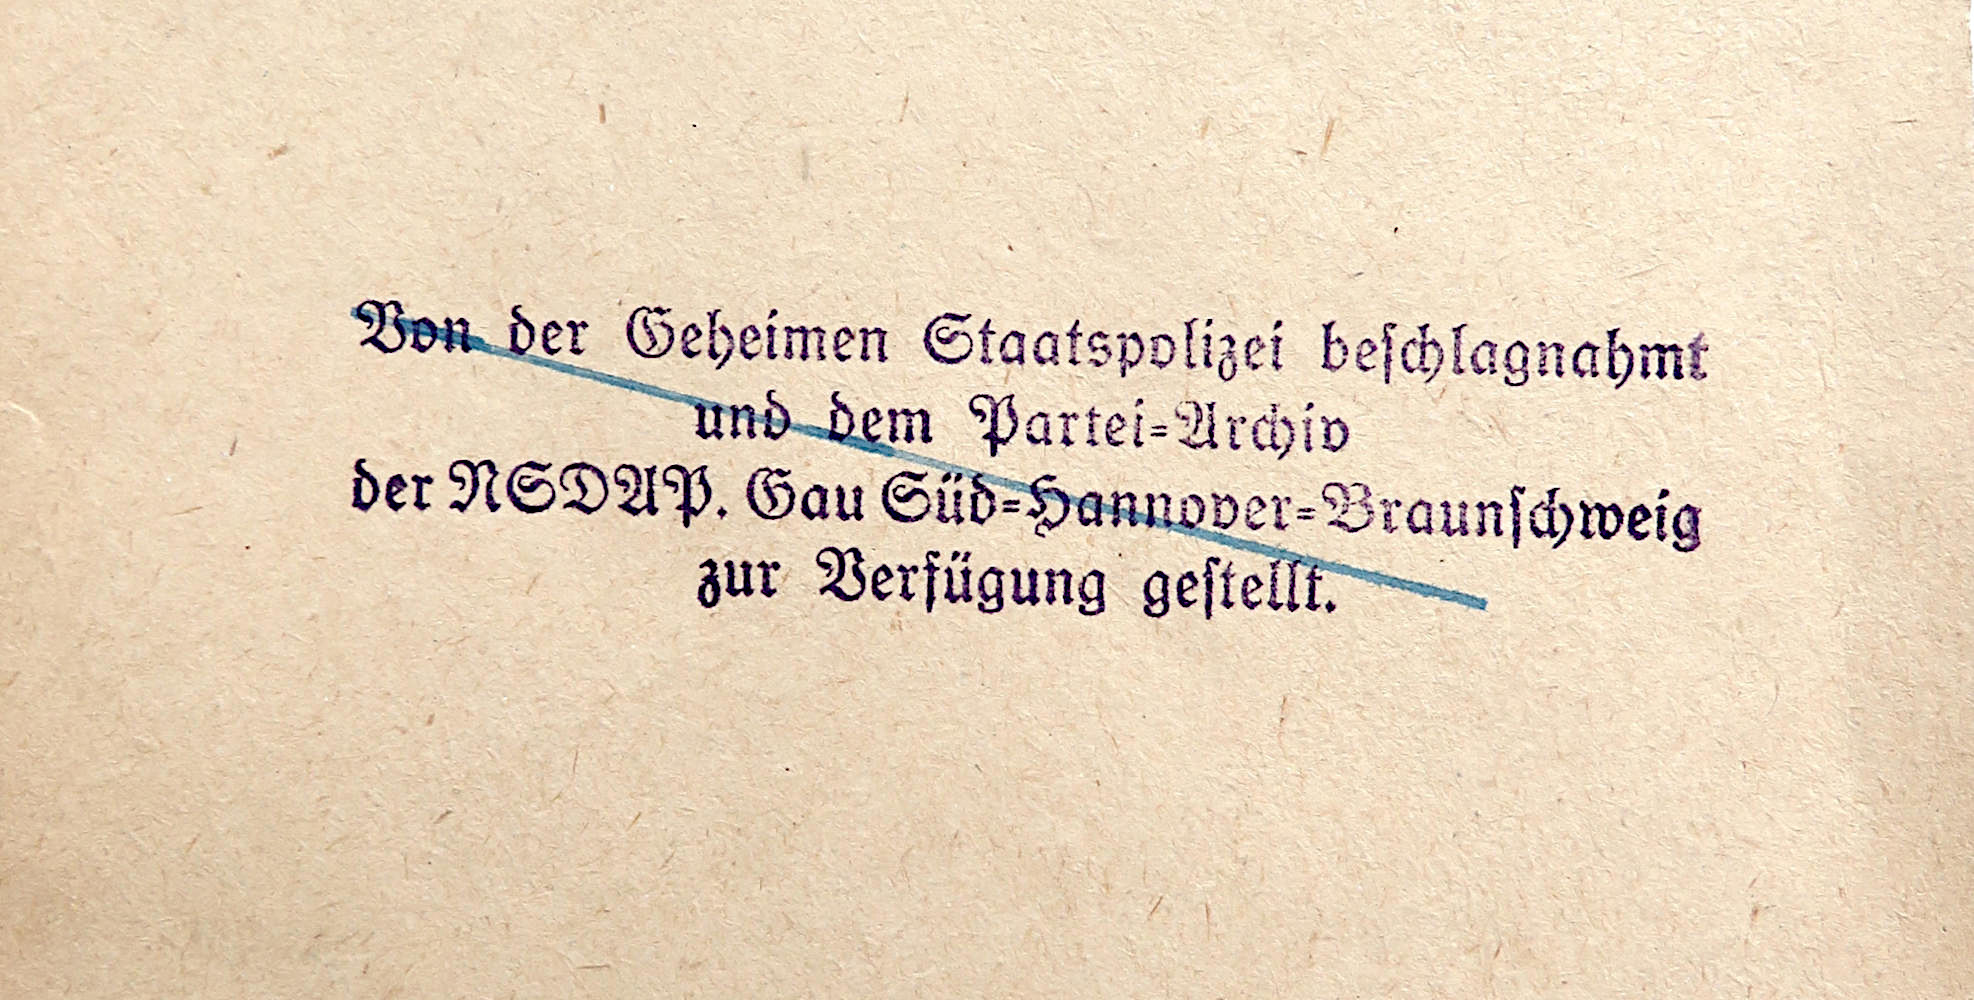 Von der Geheimen Staatspolizei beſchlagnahmt
und dem Partei=Archiv
der NSDAP. Gau Süd=Hannover=Braunſchweig
zur Verfügung geſtellt.